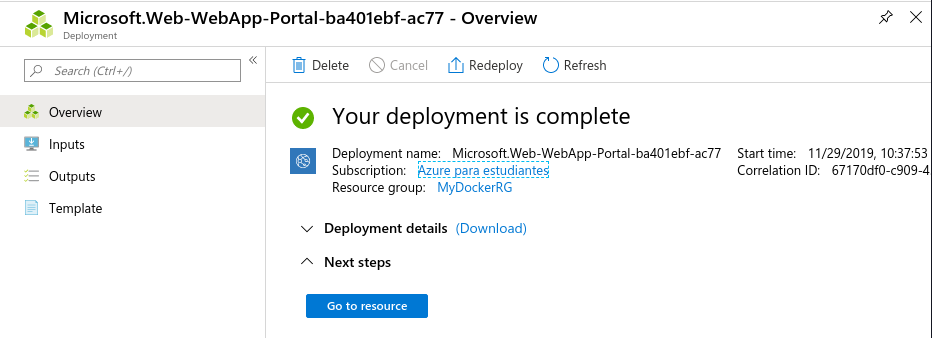 Microsoft.Web-WebApp-Portal-ba401ebf-ac77 - Overview
Deployment
Search (Ctrl+/)
«
Overview
Inputs
Outputs
Template
Delete
Cancel
Redeploy
Refresh
Your deployment is complete
Deployment name: Microsoft.Web-WebApp-Portal-ba401ebf-ac77
Subscription: Azure para estudiantes
Resource group: MyDockerRG
Start time: 11/29/2019, 10:37:53
Correlation ID: 67170df0-c909-4
Deployment details (Download)
Next steps
Go to resource